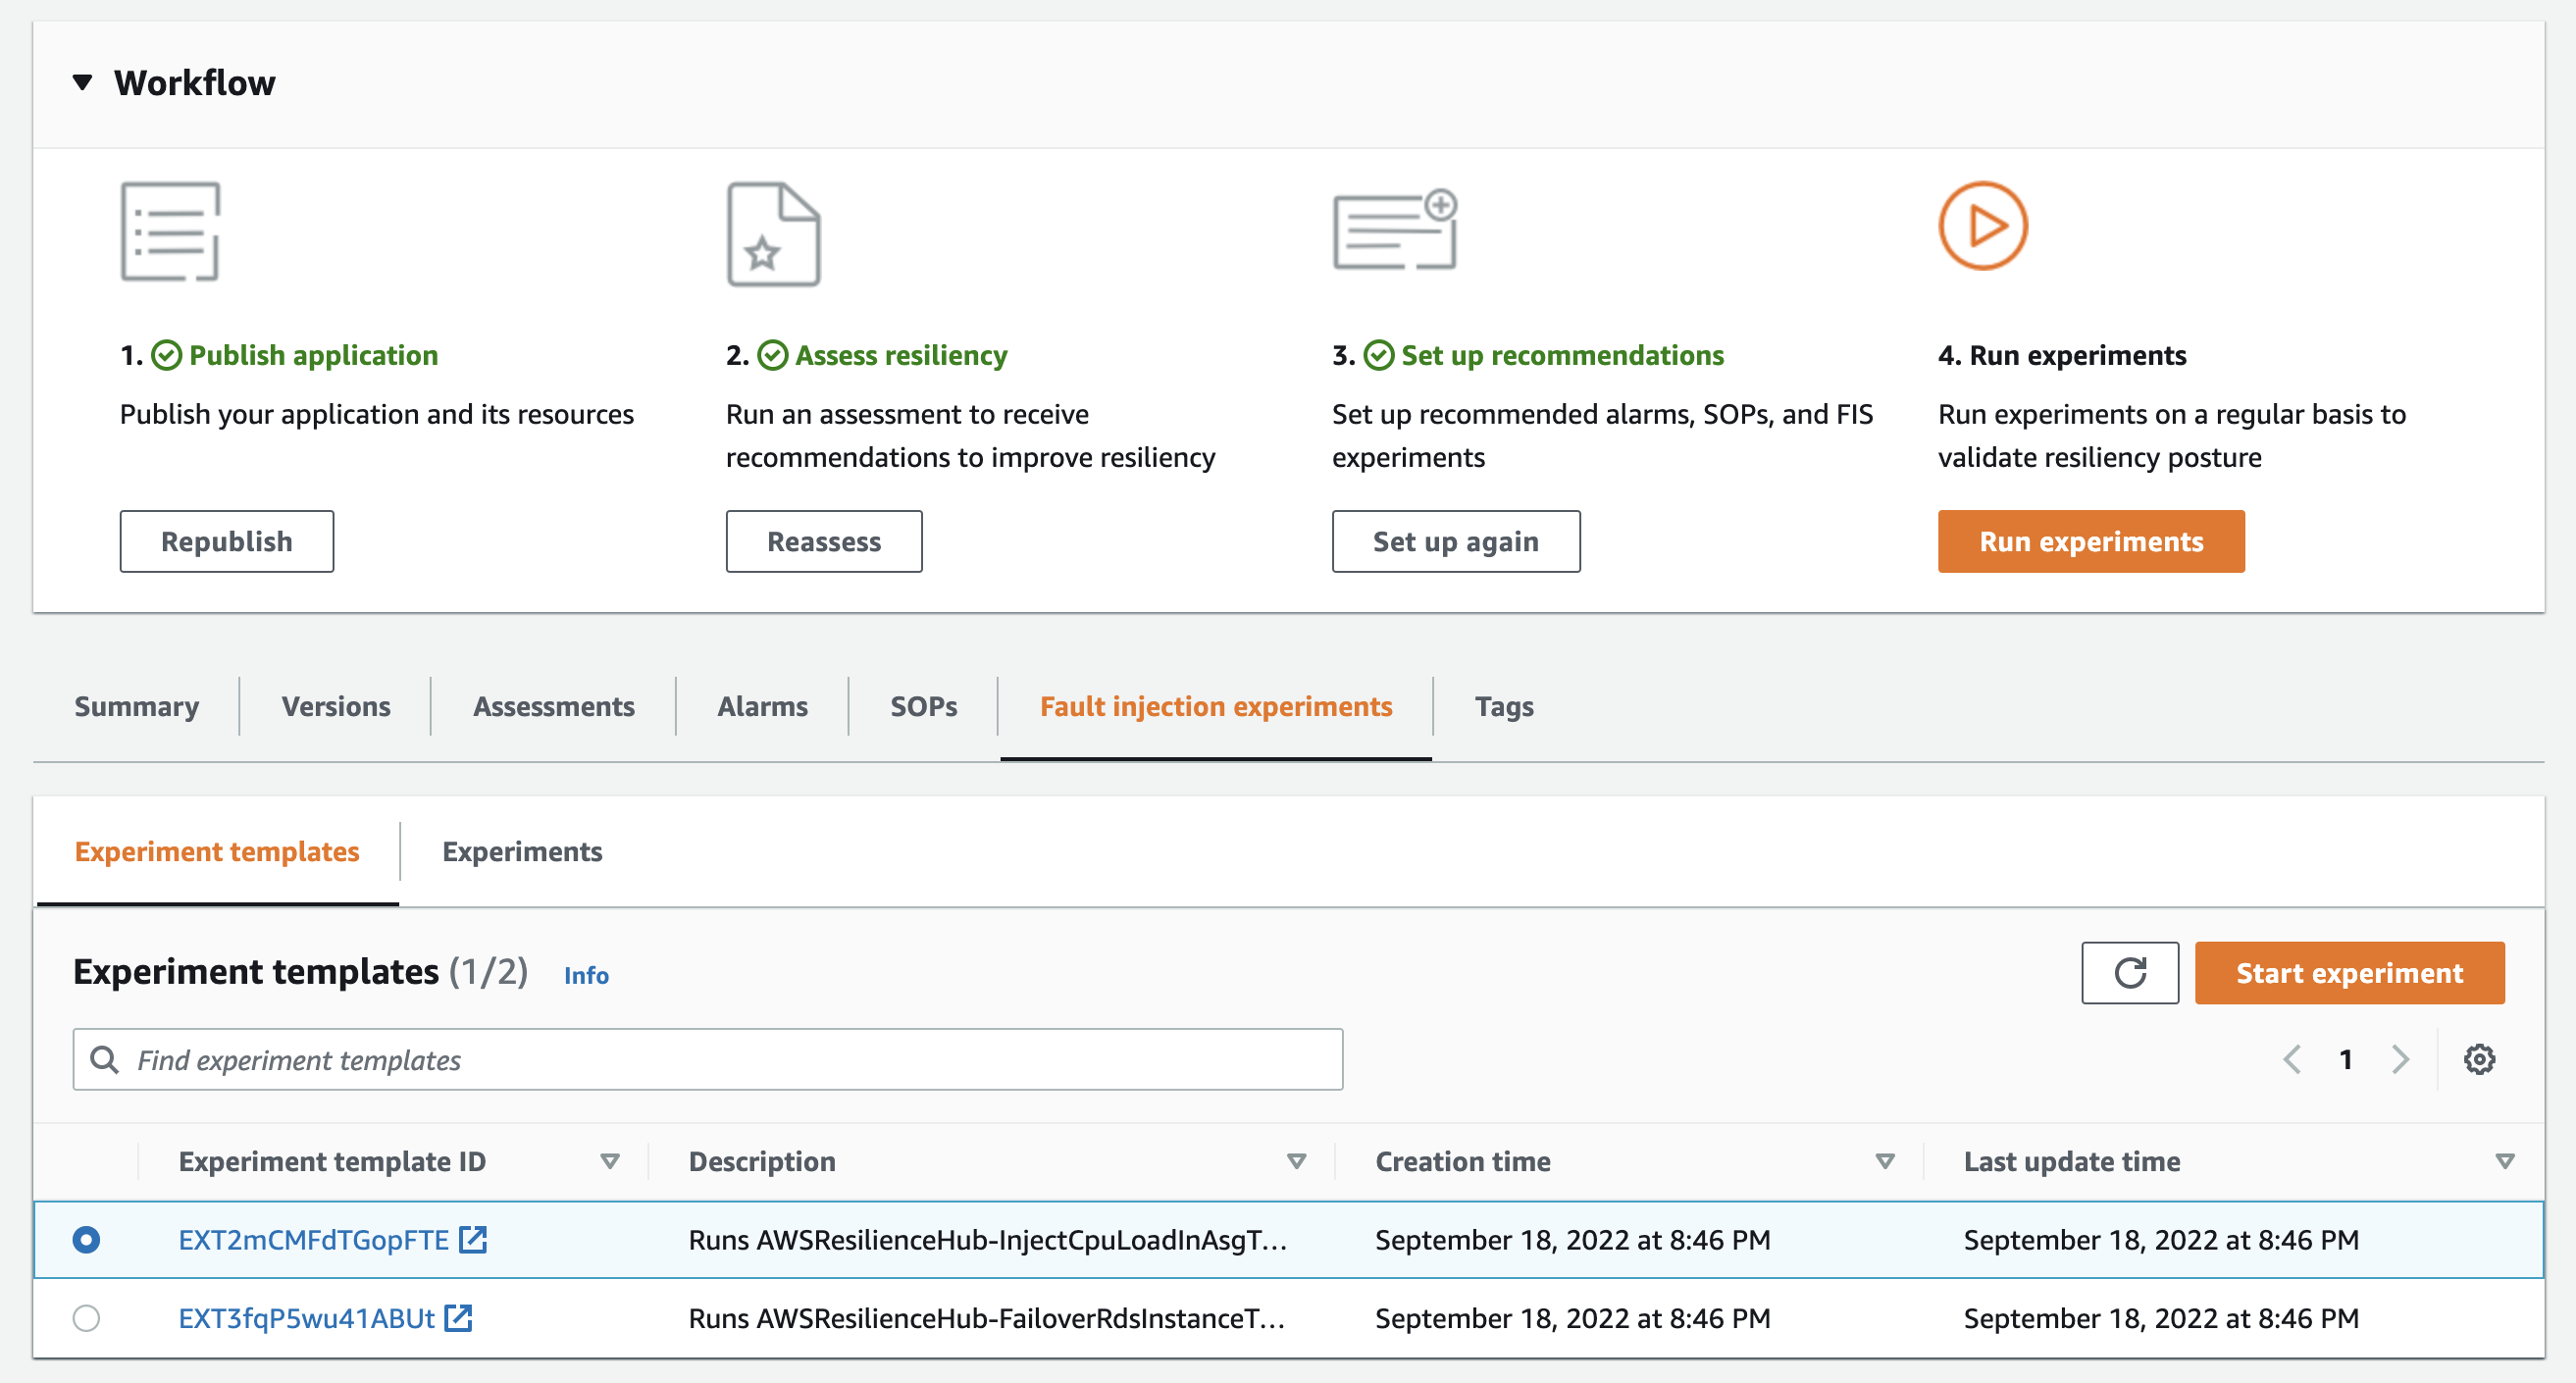 Workflow
1. Publish application
Publish your application and its resources
Republish
2. Assess resiliency
Run an assessment to receive
recommendations to improve resiliency
Reassess
3. Set up recommendations
Set up recommended alarms, SOPs, and FIS
experiments
Set up again
4. Run experiments
Run experiments on a regular basis to
validate resiliency posture
Run experiments
Summary Versions Assessments Alarms SOPs Fault injection experiments Tags
Experiment templates Experiments
Experiment templates (1/2) Info Start experiment
Find experiment templates 1
Experiment template ID Description Creation time Last update time
EXT2mCMFdTGopFTE Runs AWSResilienceHub-InjectCpuLoadInAsgT... September 18, 2022 at 8:46 PM September 18, 2022 at 8:46 PM
EXT3fqP5wu41ABUt Runs AWSResilienceHub-FailoverRdsInstanceT... September 18, 2022 at 8:46 PM September 18, 2022 at 8:46 PM